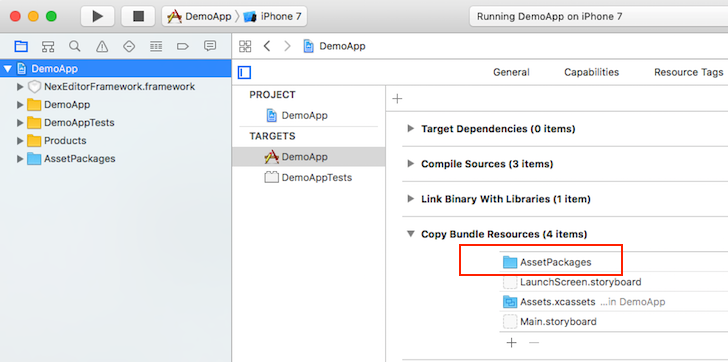 DemoApp
iPhone 7
Running DemoApp on iPhone 7
DemoApp
DemoApp
NexEditorFramework.framework
DemoApp
DemoAppTests
Products
AssetPackages
General
Capabilities
Resource Tags
PROJECT
DemoApp
TARGETS
DemoApp
DemoAppTests
Target Dependencies (0 items)
Compile Sources (3 items)
Link Binary With Libraries (1 item)
Copy Bundle Resources (4 items)
AssetPackages
LaunchScreen.storyboard
Assets.xcassets ...in DemoApp
Main.storyboard